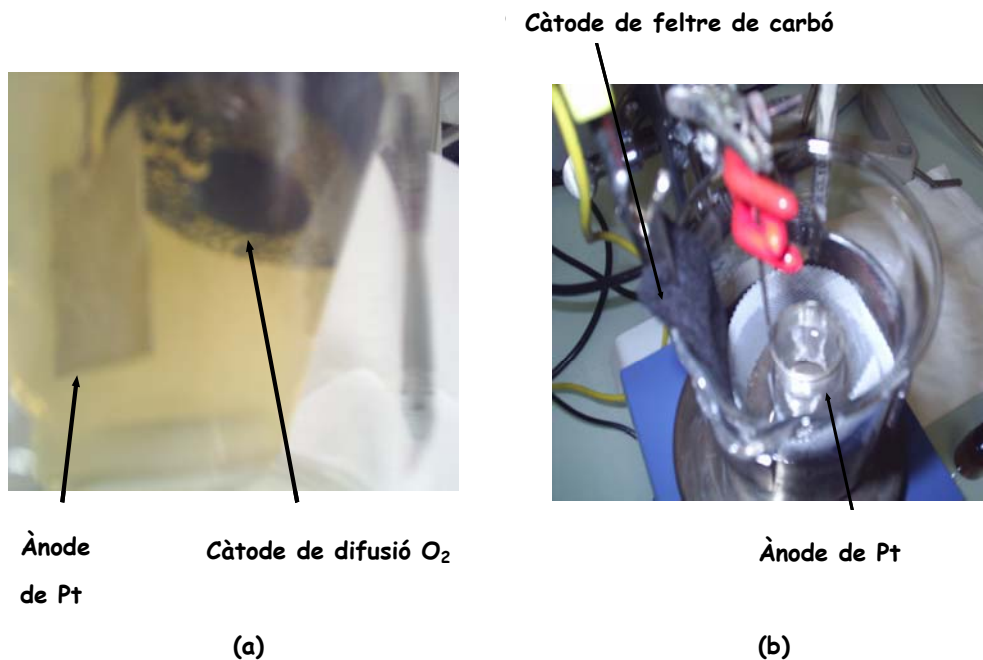 Càtode de feltre de carbó
Ànode
de Pt
Càtode de difusió O₂
Ànode de Pt
(a)
(b)